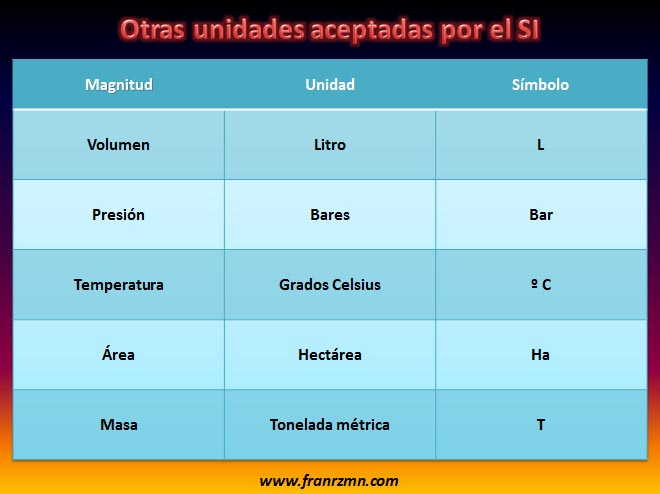 Otras unidades aceptadas por el SI
Magnitud Unidad Símbolo
Volumen Litro L
Presión Bares Bar
Temperatura Grados Celsius º C
Área Hectárea Ha
Masa Tonelada métrica T
www.franrzmn.com